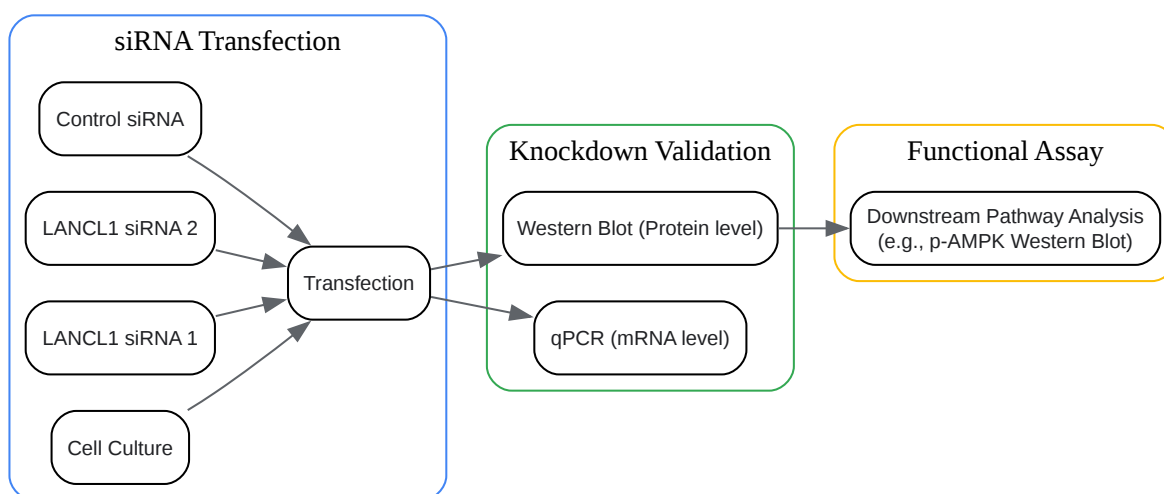 siRNA Transfection
Control siRNA
LANCL1 siRNA 2
LANCL1 siRNA 1
Cell Culture
Transfection
Knockdown Validation
Western Blot (Protein level)
qPCR (mRNA level)
Functional Assay
Downstream Pathway Analysis
(e.g., p-AMPK Western Blot)